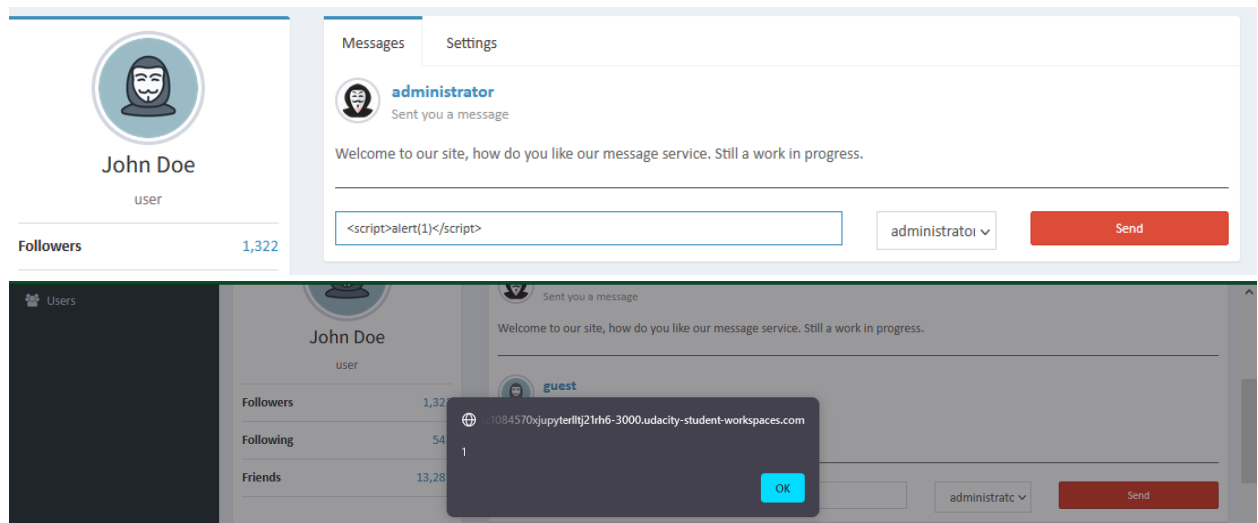 Messages Settings
administrator
Sent you a message
Welcome to our site, how do you like our message service. Still a work in progress.
John Doe
user
<script>alert(1)</script> administrator Send
Followers 1,322
Users
Sent you a message
Welcome to our site, how do you like our message service. Still a work in progress.
John Doe
user
guest
Followers 1,32
1084570xjupyterlltj21rh6-3000.udacity-student-workspaces.com
Following 54
1
Friends 13,28
OK
administratc Send